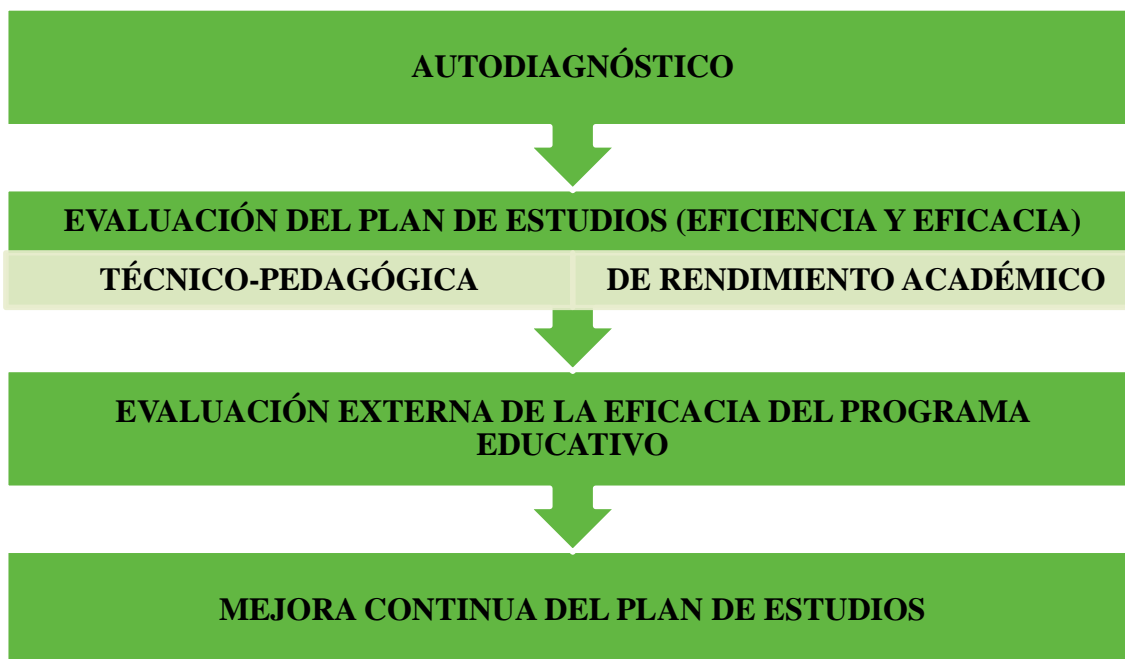 AUTODIAGNÓSTICO
EVALUACIÓN DEL PLAN DE ESTUDIOS (EFICIENCIA Y EFICACIA)
TÉCNICO-PEDAGÓGICA
DE RENDIMIENTO ACADÉMICO
EVALUACIÓN EXTERNA DE LA EFICACIA DEL PROGRAMA
EDUCATIVO
MEJORA CONTINUA DEL PLAN DE ESTUDIOS